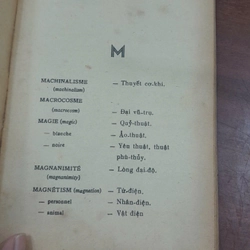 M
MACHINALISME — Thuyết cơ-khí.
(machinalism)
MACROCOSME
(macrocosm) — Đại vũ-trụ.
MAGIE (magic) — Quỷ-thuật.
— blanche — Ảo-thuật.
— noire — Yêu thuật, thuật
phù-thủy.
MAGNANIMITÉ — Lòng đại-độ.
(magnanimity)
MAGNÉTISM (magnetism) — Từ-điện.
— personnel — Nhân-điện.
— animal — Vật điện